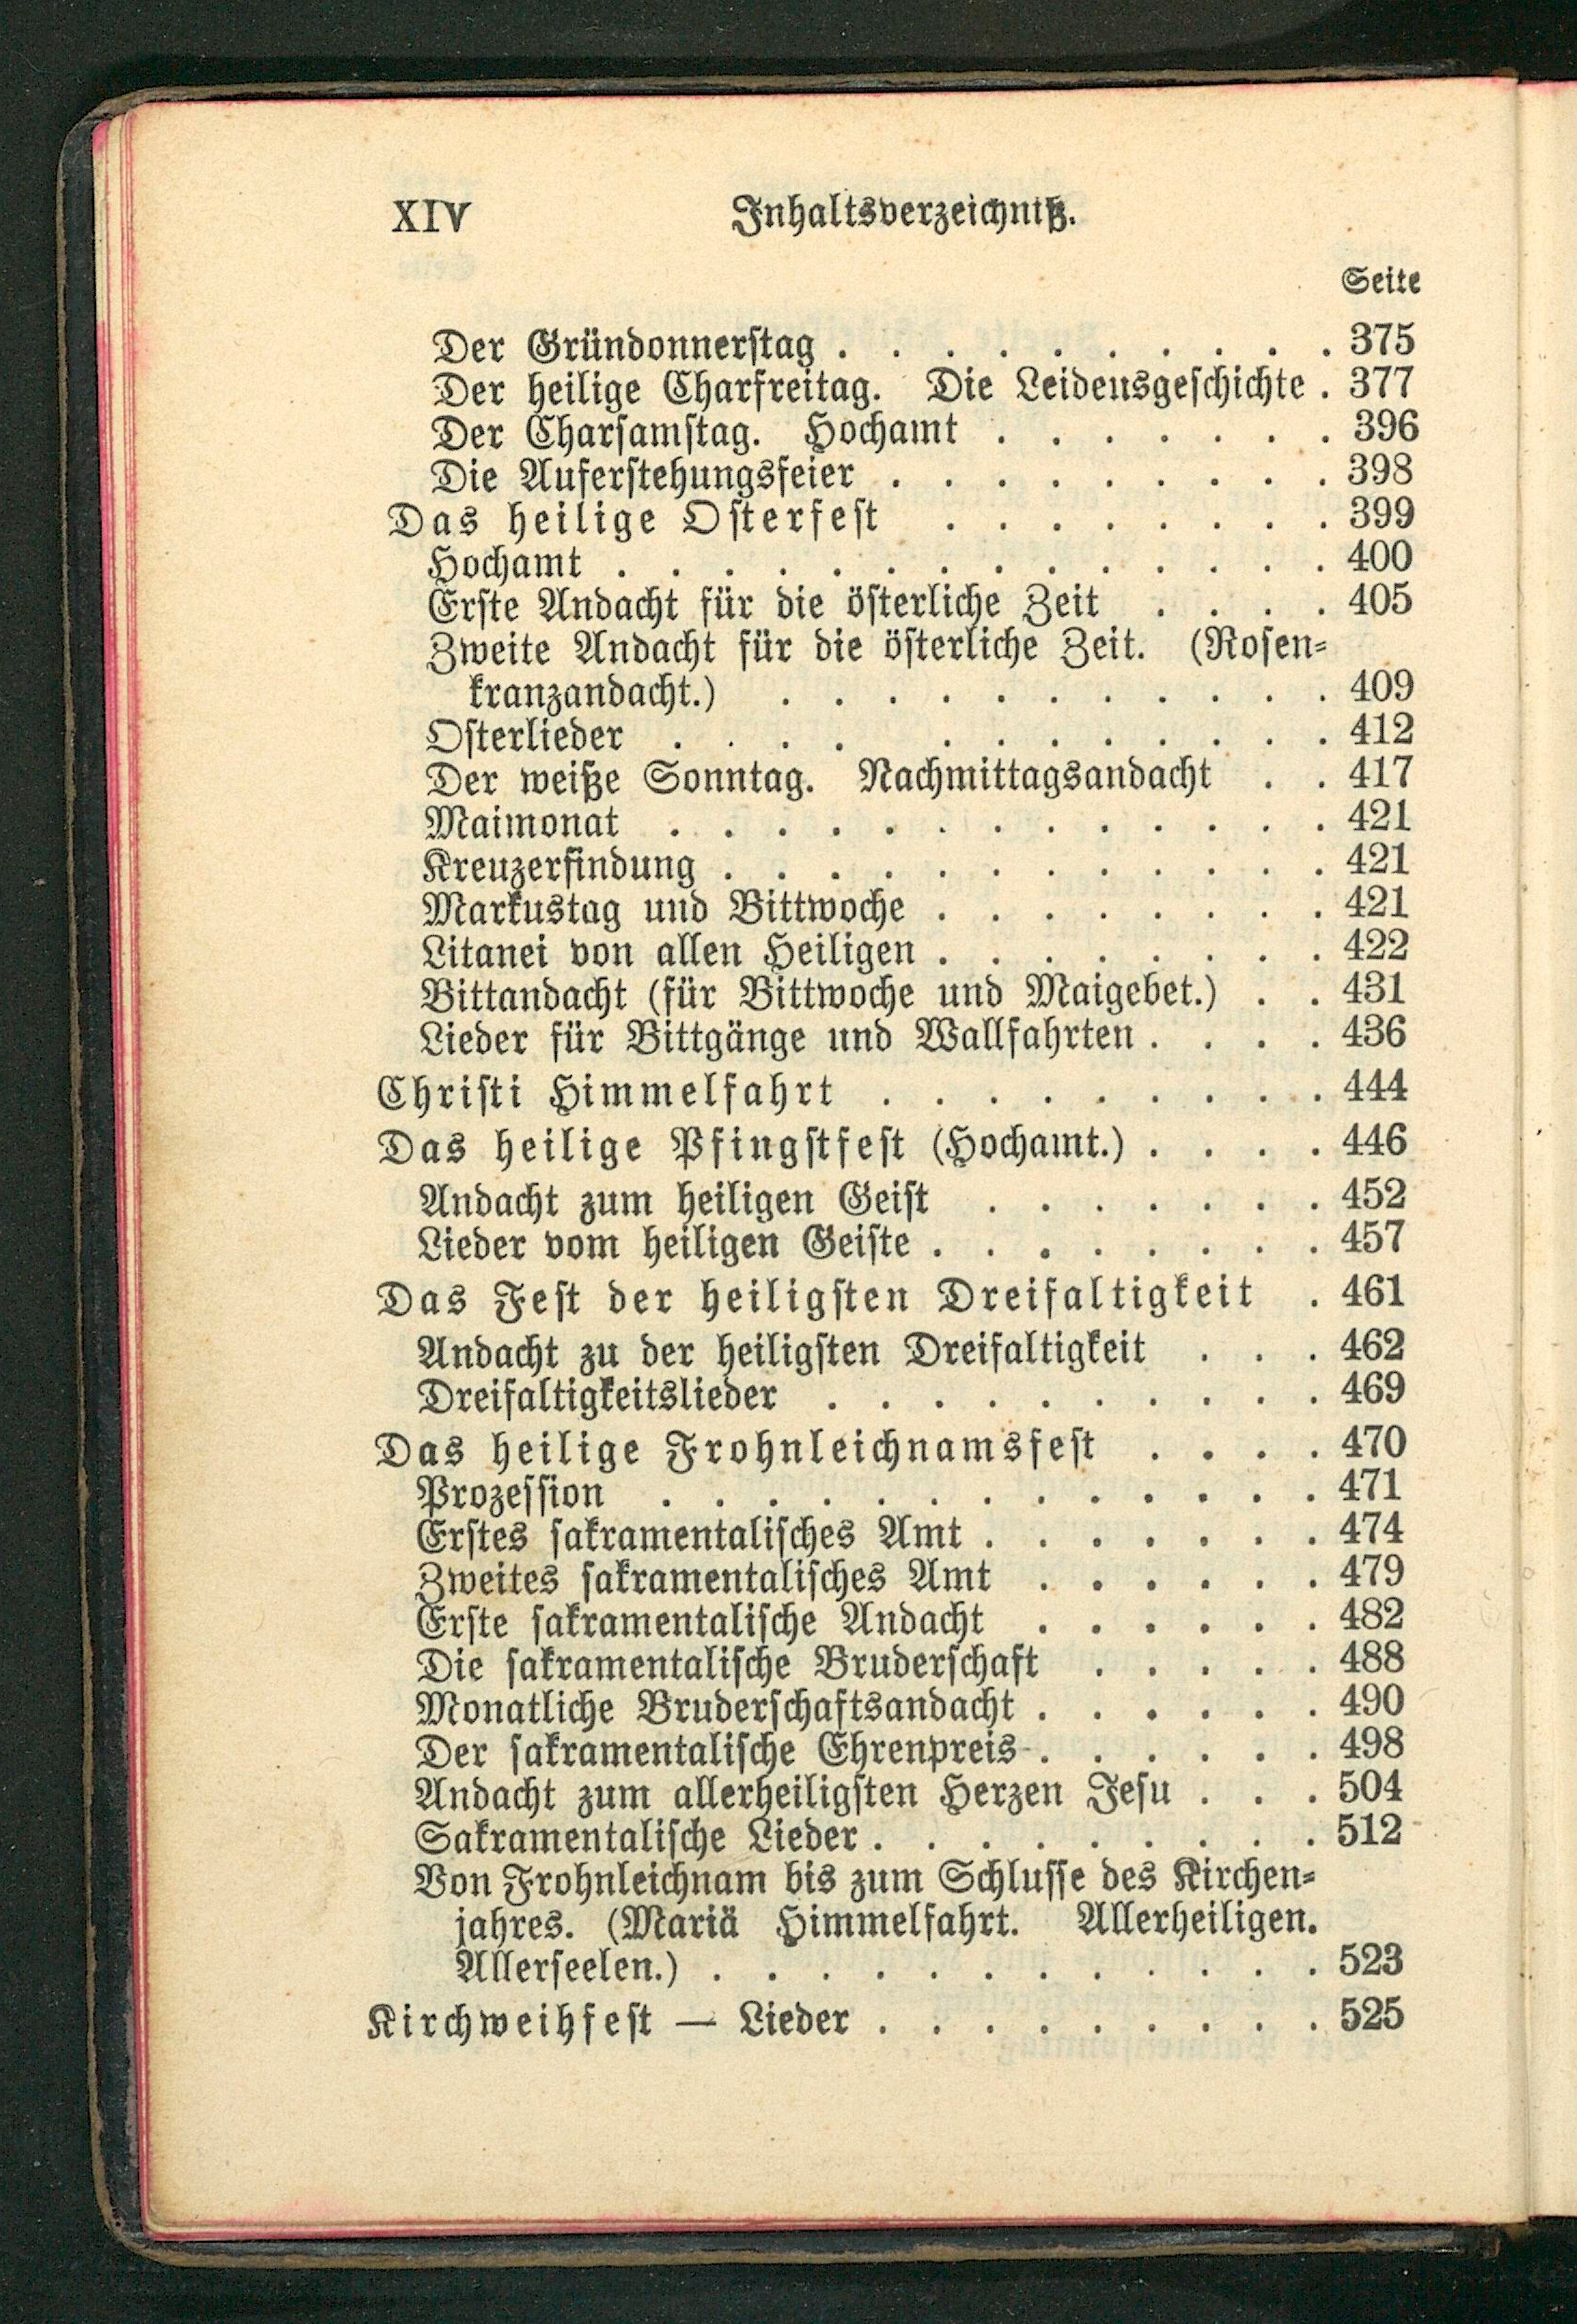 XIV Inhaltsverzeichniß.
Seite
Der Gründonnerstag . . . . . . . . . . 375
Der heilige Charfreitag. Die Leidensgeschichte . 377
Der Charsamstag. Hochamt . . . . . . . 396
Die Auferstehungsfeier . . . . . . . . . 398
Das heilige Osterfest . . . . . . . . 399
Hochamt . . . . . . . . . . . . . . 400
Erste Andacht für die österliche Zeit . . . . 405
Zweite Andacht für die österliche Zeit. (Rosen-
kranzandacht.) . . . . . . . . . . . 409
Osterlieder . . . . . . . . . . . . 412
Der weiße Sonntag. Nachmittagsandacht . . 417
Maimonat . . . . . . . . . . . . . 421
Kreuzerfindung . . . . . . . . . . . . 421
Markustag und Bittwoche . . . . . . . . 421
Litanei von allen Heiligen . . . . . . . . 422
Bittandacht (für Bittwoche und Maigebet.) . . 431
Lieder für Bittgänge und Wallfahrten . . . . 436
Christi Himmelfahrt . . . . . . . . . 444
Das heilige Pfingstfest (Hochamt.) . . . . 446
Andacht zum heiligen Geist . . . . . . . 452
Lieder vom heiligen Geiste . . . . . . . . 457
Das Fest der heiligsten Dreifaltigkeit . 461
Andacht zu der heiligsten Dreifaltigkeit . . . 462
Dreifaltigkeitslieder . . . . . . . . . . 469
Das heilige Frohnleichnamsfest . . . . 470
Prozession . . . . . . . . . . . . . 471
Erstes sakramentalisches Amt . . . . . . . 474
Zweites sakramentalisches Amt . . . . . . 479
Erste sakramentalische Andacht . . . . . . 482
Die sakramentalische Bruderschaft . . . . . 488
Monatliche Bruderschaftsandacht . . . . . . 490
Der sakramentalische Ehrenpreis . . . . . . 498
Andacht zum allerheiligsten Herzen Jesu . . . 504
Sakramentalische Lieder . . . . . . . . . 512
Von Frohnleichnam bis zum Schlusse des Kirchen-
jahres. (Mariä Himmelfahrt. Allerheiligen.
Allerseelen.) . . . . . . . . . . . . 523
Kirchweihfest — Lieder . . . . . . . . . 525